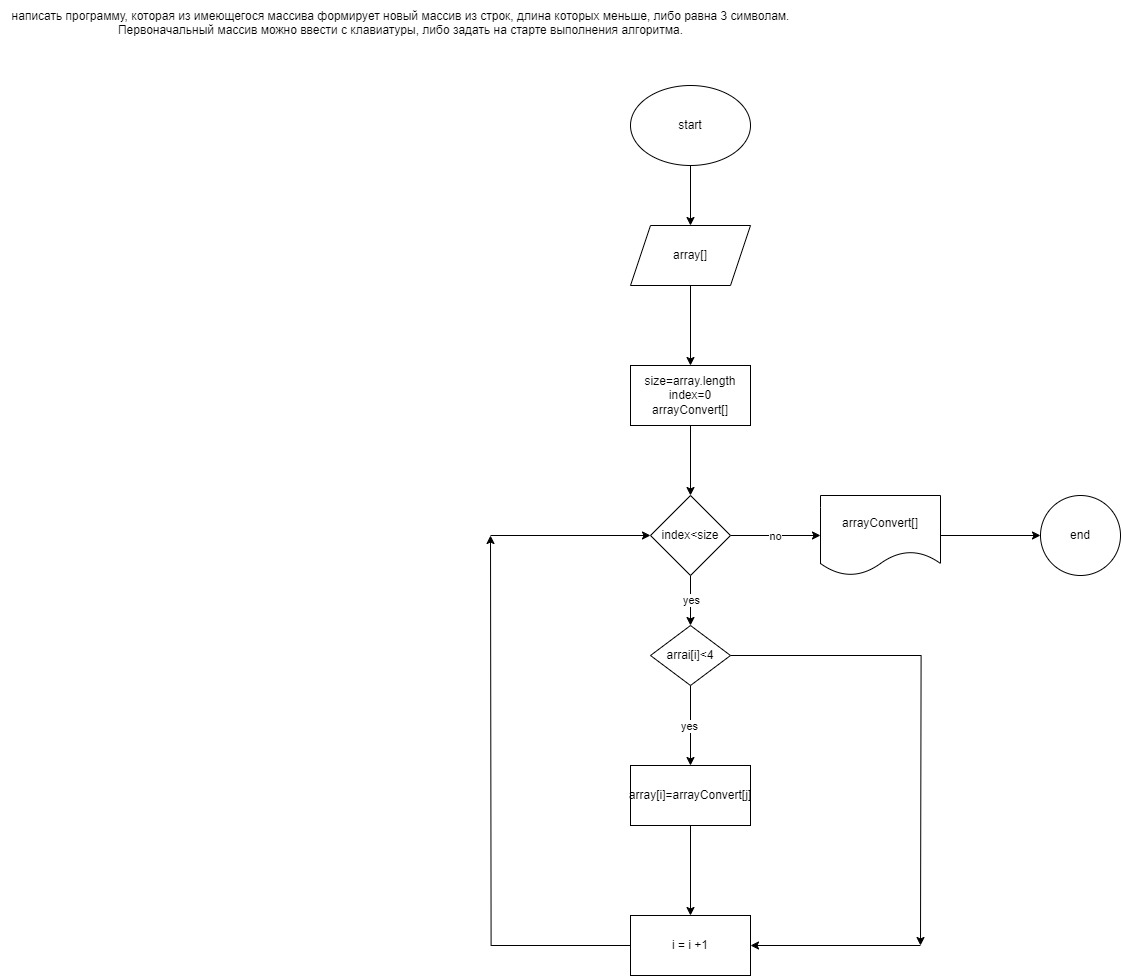 написать программу, которая из имеющегося массива формирует новый массив из строк, длина которых меньше, либо равна 3 символам.
Первоначальный массив можно ввести с клавиатуры, либо задать на старте выполнения алгоритма.
start
array[]
size=array.length
index=0
arrayConvert[]
index<size
no
arrayConvert[]
end
yes
arrai[i]<4
yes
array[i]=arrayConvert[j]
i = i +1